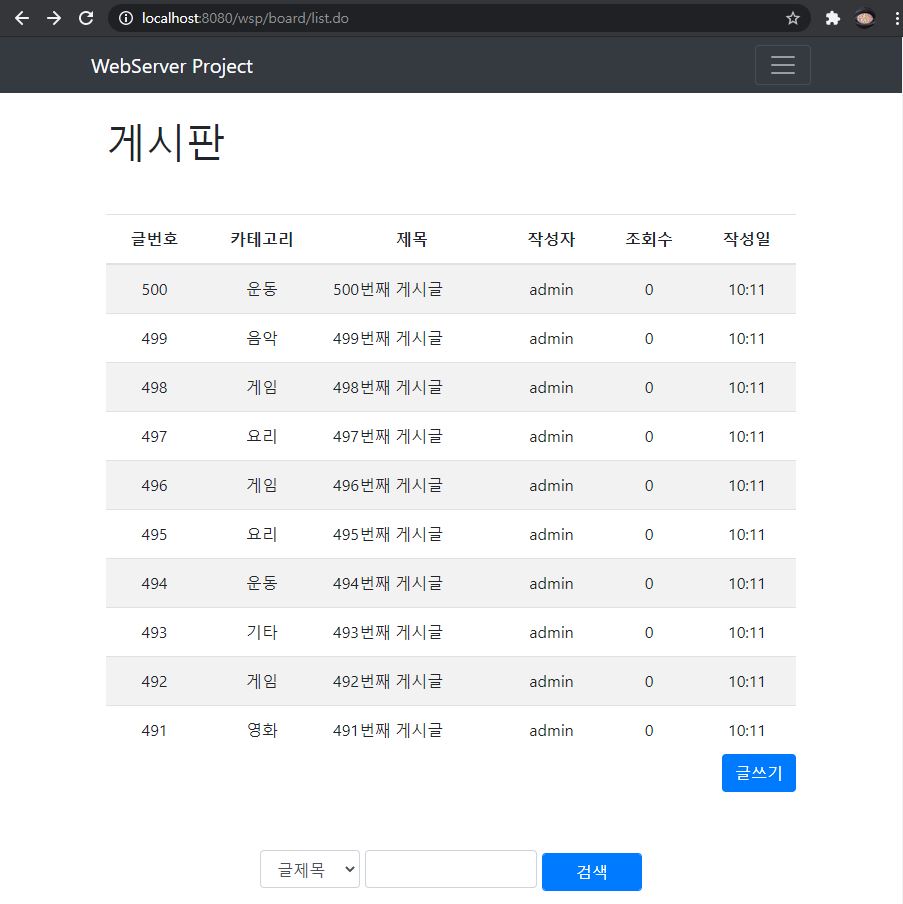 localhost:8080/wsp/board/list.do
WebServer Project
게시판
글번호 카테고리 제목 작성자 조회수 작성일
500 운동 500번째 게시글 admin 0 10:11
499 음악 499번째 게시글 admin 0 10:11
498 게임 498번째 게시글 admin 0 10:11
497 요리 497번째 게시글 admin 0 10:11
496 게임 496번째 게시글 admin 0 10:11
495 요리 495번째 게시글 admin 0 10:11
494 운동 494번째 게시글 admin 0 10:11
493 기타 493번째 게시글 admin 0 10:11
492 게임 492번째 게시글 admin 0 10:11
491 영화 491번째 게시글 admin 0 10:11
글쓰기
글제목 검색